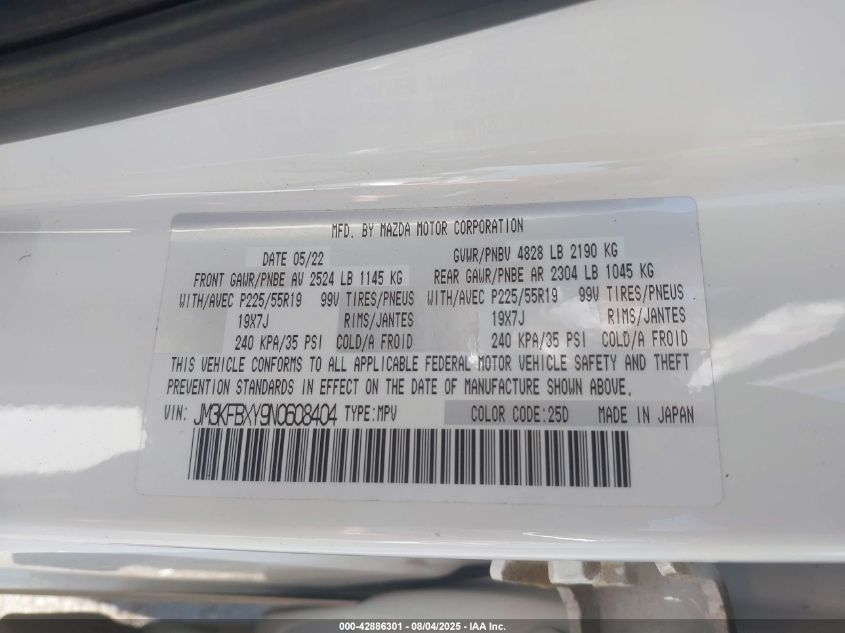 MFD. BY MAZDA MOTOR CORPORATION
DATE 05/22 GVWR/PNBV 4828 LB 2190 KG
FRONT GAWR/PNBE AV 2524 LB 1145 KG REAR GAWR/PNBE AR 2304 LB 1045 KG
WITH/AVEC P225/55R19 99V TIRES/PNEUS WITH/AVEC P225/55R19 99V TIRES/PNEUS
19X7J RIMS/JANTES 19X7J RIMS/JANTES
240 KPA/35 PSI COLD/A FROID 240 KPA/35 PSI COLD/A FROID
THIS VEHICLE CONFORMS TO ALL APPLICABLE FEDERAL MOTOR VEHICLE SAFETY AND THEFT
PREVENTION STANDARDS IN EFFECT ON THE DATE OF MANUFACTURE SHOWN ABOVE.
VIN: JM3KFBXY9N0608404 TYPE:MPV COLOR CODE:25D MADE IN JAPAN
000-42886301 - 08/04/2025 - IAA Inc.